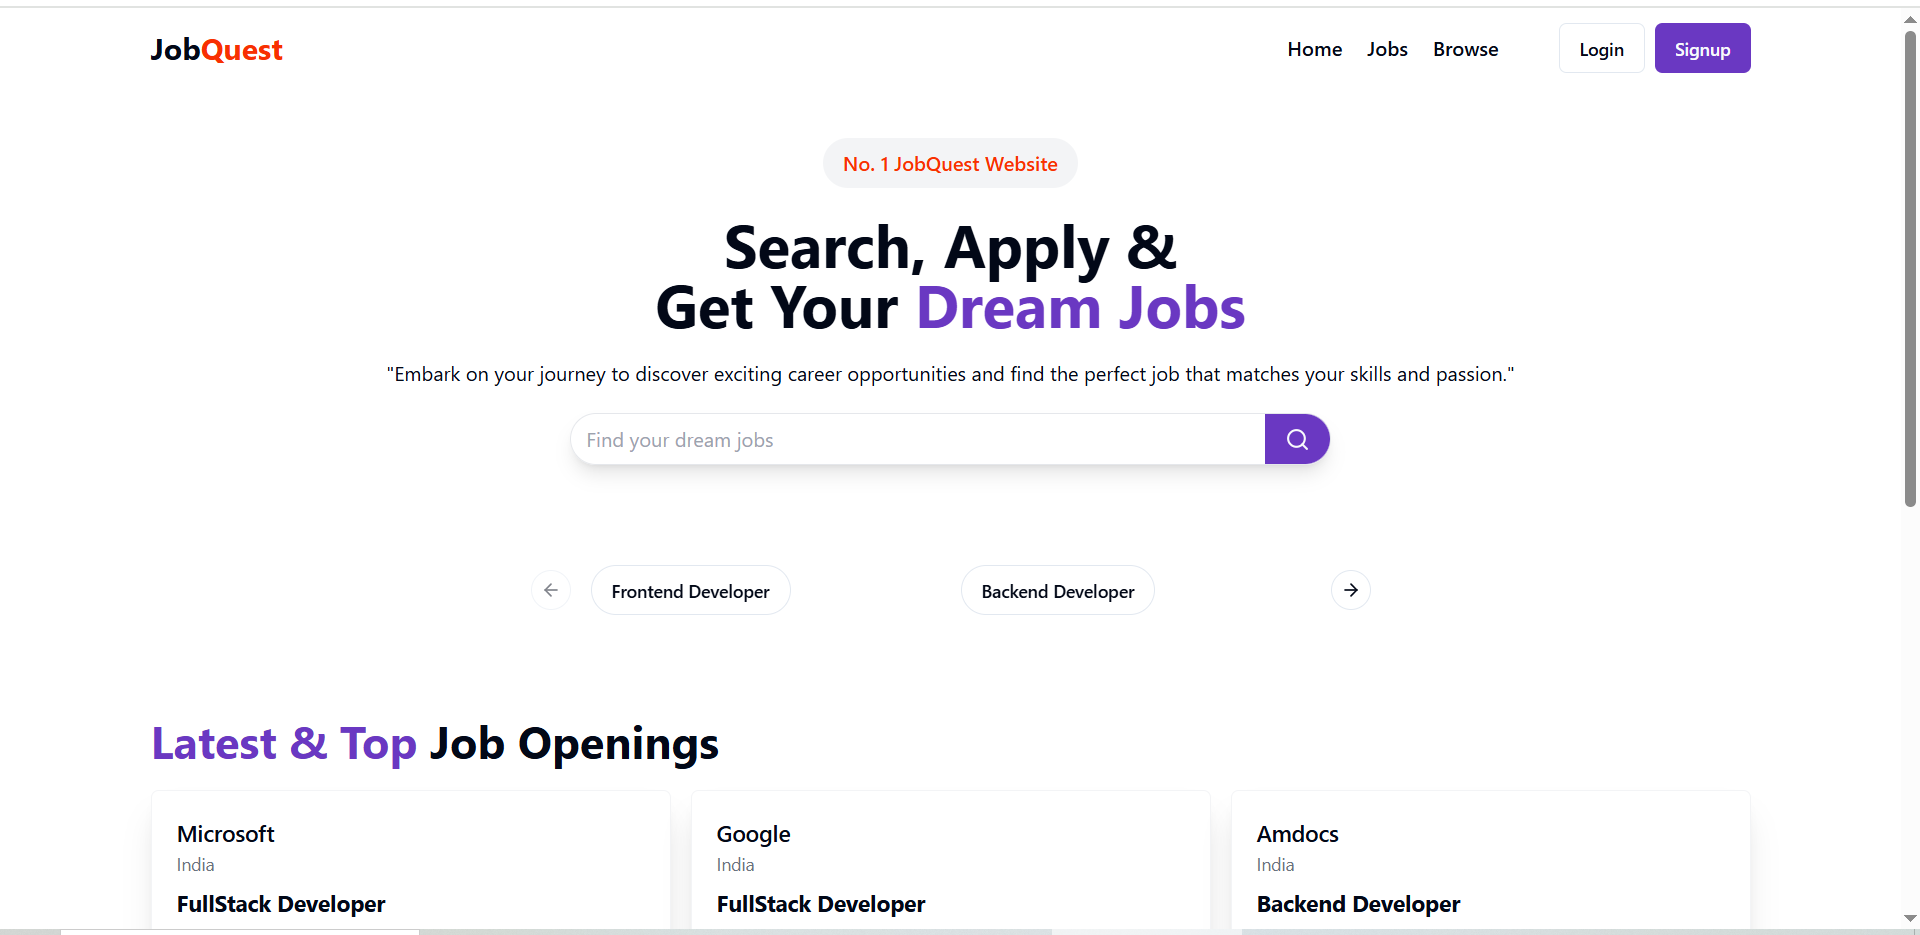 JobQuest
Home Jobs Browse Login Signup
No. 1 JobQuest Website
Search, Apply &
Get Your Dream Jobs
"Embark on your journey to discover exciting career opportunities and find the perfect job that matches your skills and passion."
Find your dream jobs
Frontend Developer
Backend Developer
Latest & Top Job Openings
Microsoft
India
FullStack Developer
Google
India
FullStack Developer
Amdocs
India
Backend Developer